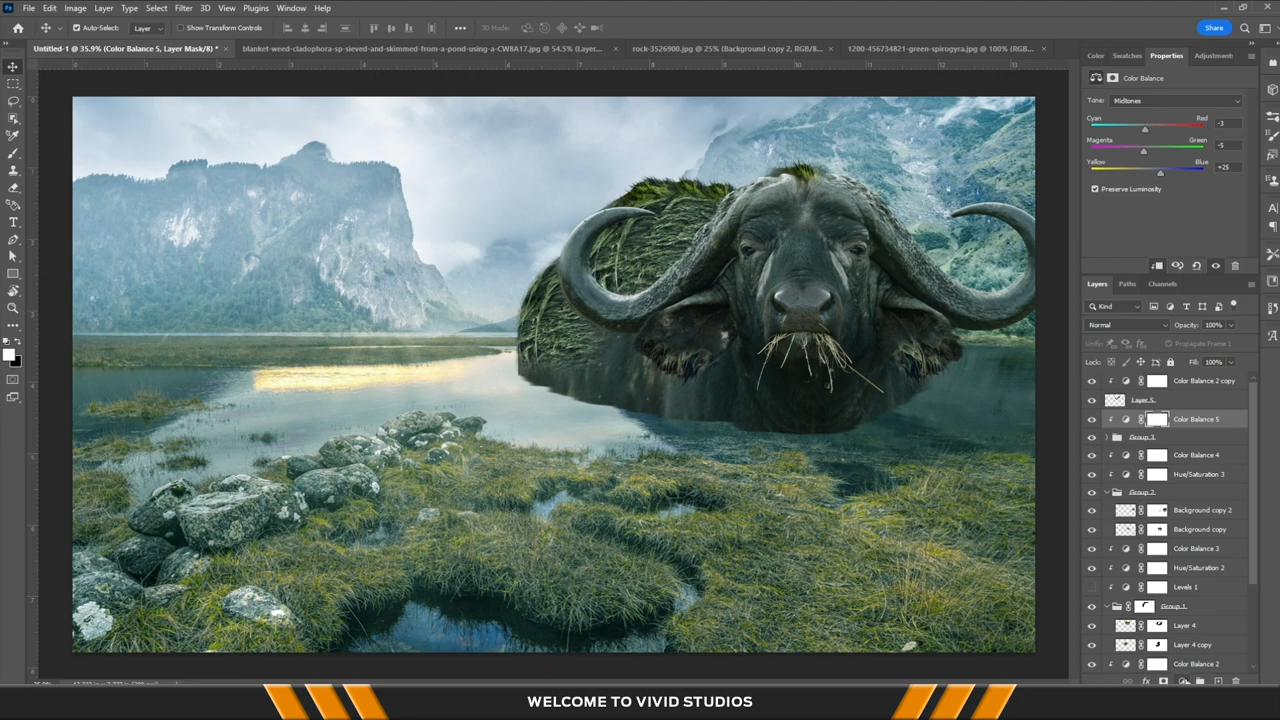 File Edit Image Layer Type Select Filter 3D View Plugins Window Help
Auto-Select: Layer Show Transform Controls 3D Mode: Share
Untitled-1 @ 35.9% (Color Balance 5, Layer Mask/8) * ×
blanket-weed-cladophora-sp-sieved-and-skimmed-from-a-pond-using-a-CW8A17.jpg @ 54.5% (Laye... ×
rock-3526900.jpg @ 25% (Background copy 2, RGB/8... ×
1200-456734821-green-spirogyra.jpg @ 100% (RGB... ×
Color Swatches Properties Adjustments
Color Balance
Tone: Midtones
Cyan Red -3
Magenta Green -5
Yellow Blue +25
Preserve Luminosity
Layers Paths Channels
Kind
Normal Opacity: 100%
Unify: Propagate Frame 1
Lock: Fill: 100%
Color Balance 2 copy
Layer 5
Color Balance 5
Group 3
Color Balance 4
Hue/Saturation 3
Group 2
Background copy 2
Background copy
Color Balance 3
Hue/Saturation 2
Levels 1
Group 1
Layer 4
Layer 4 copy
Color Balance 2
WELCOME TO VIVID STUDIOS